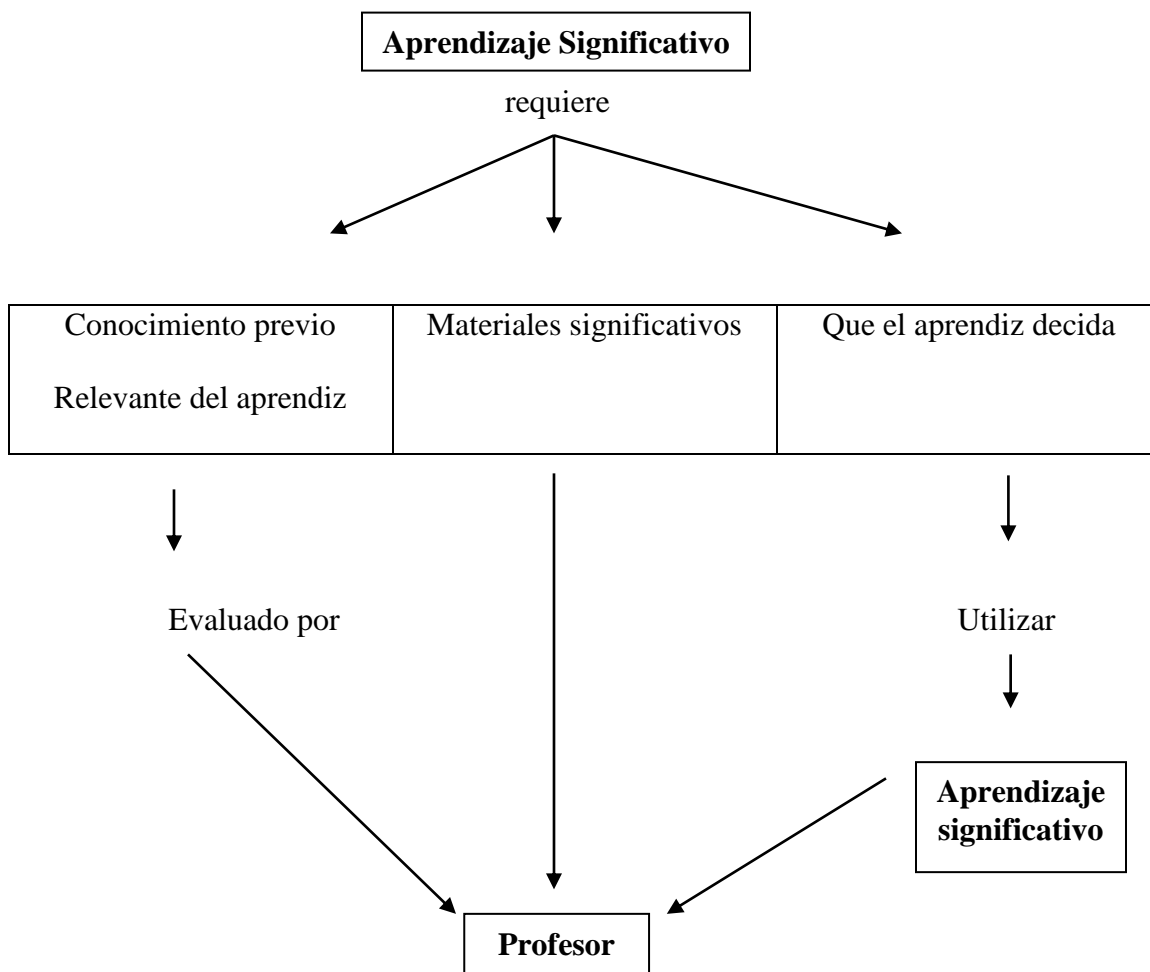 Aprendizaje Significativo
requiere
Conocimiento previo
Relevante del aprendiz
Materiales significativos
Que el aprendiz decida
Evaluado por
Utilizar
Aprendizaje
significativo
Profesor